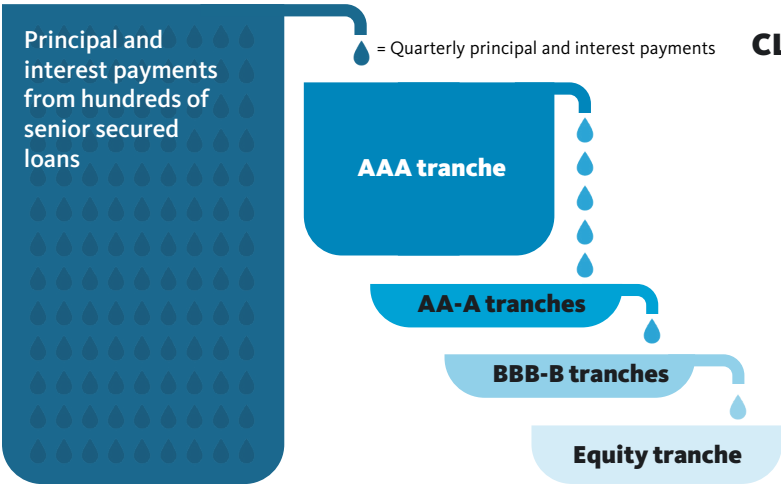 Principal and
interest payments
from hundreds of
senior secured
loans
= Quarterly principal and interest payments
CL
AAA tranche
AA-A tranches
BBB-B tranches
Equity tranche